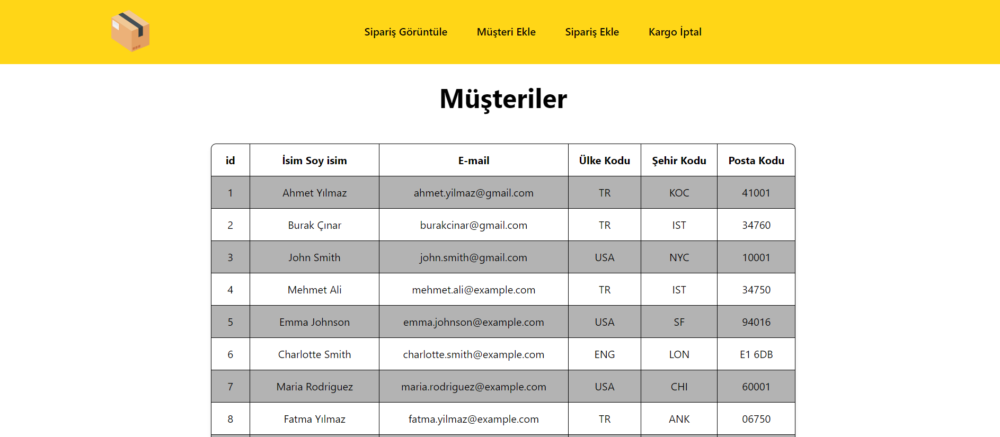 Sipariş Görüntüle Müşteri Ekle Sipariş Ekle Kargo İptal
Müşteriler
id İsim Soy isim E-mail Ülke Kodu Şehir Kodu Posta Kodu
1 Ahmet Yılmaz ahmet.yilmaz@gmail.com TR KOC 41001
2 Burak Çınar burakcinar@gmail.com TR IST 34760
3 John Smith john.smith@gmail.com USA NYC 10001
4 Mehmet Ali mehmet.ali@example.com TR IST 34750
5 Emma Johnson emma.johnson@example.com USA SF 94016
6 Charlotte Smith charlotte.smith@example.com ENG LON E1 6DB
7 Maria Rodriguez maria.rodriguez@example.com USA CHI 60001
8 Fatma Yılmaz fatma.yilmaz@example.com TR ANK 06750